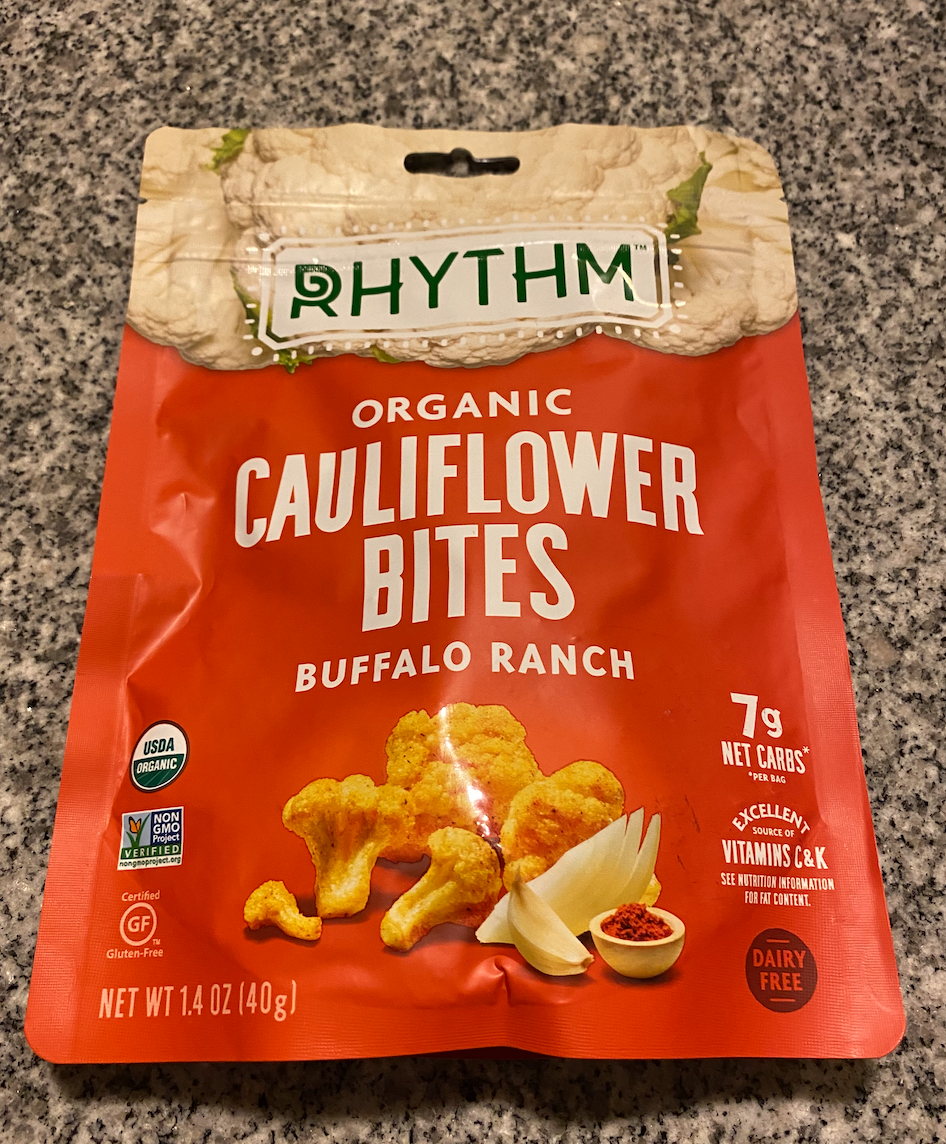 RHYTHM™
ORGANIC
CAULIFLOWER
BITES
BUFFALO RANCH
USDA
ORGANIC
NON
GMO
Project
VERIFIED
nongmoproject.org
Certified
GF
TM
Gluten-Free
NET WT 1.4 OZ (40g)
7g
NET CARBS*
*PER BAG
EXCELLENT
SOURCE OF
VITAMINS C&K
SEE NUTRITION INFORMATION
FOR FAT CONTENT.
DAIRY
FREE